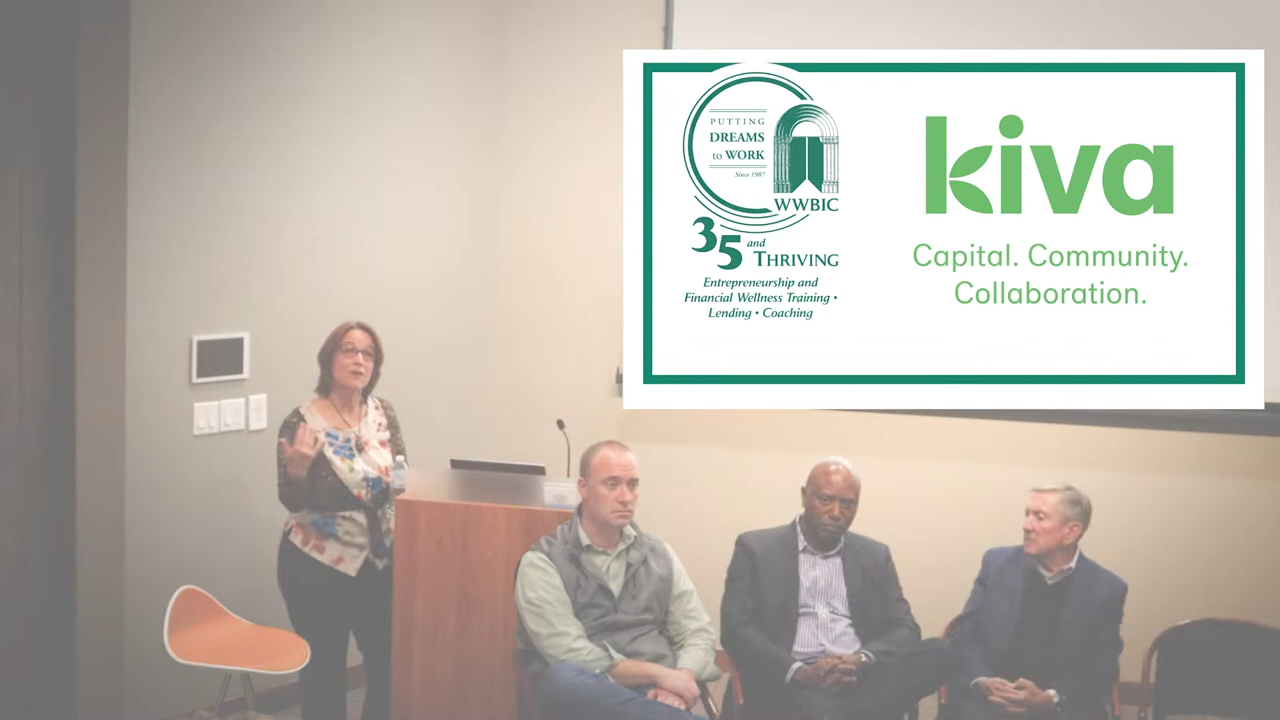 PUTTING
DREAMS
to WORK
Since 1987
WWBIC
35 and
THRIVING
Entrepreneurship and
Financial Wellness Training •
Lending • Coaching
kiva
Capital. Community.
Collaboration.